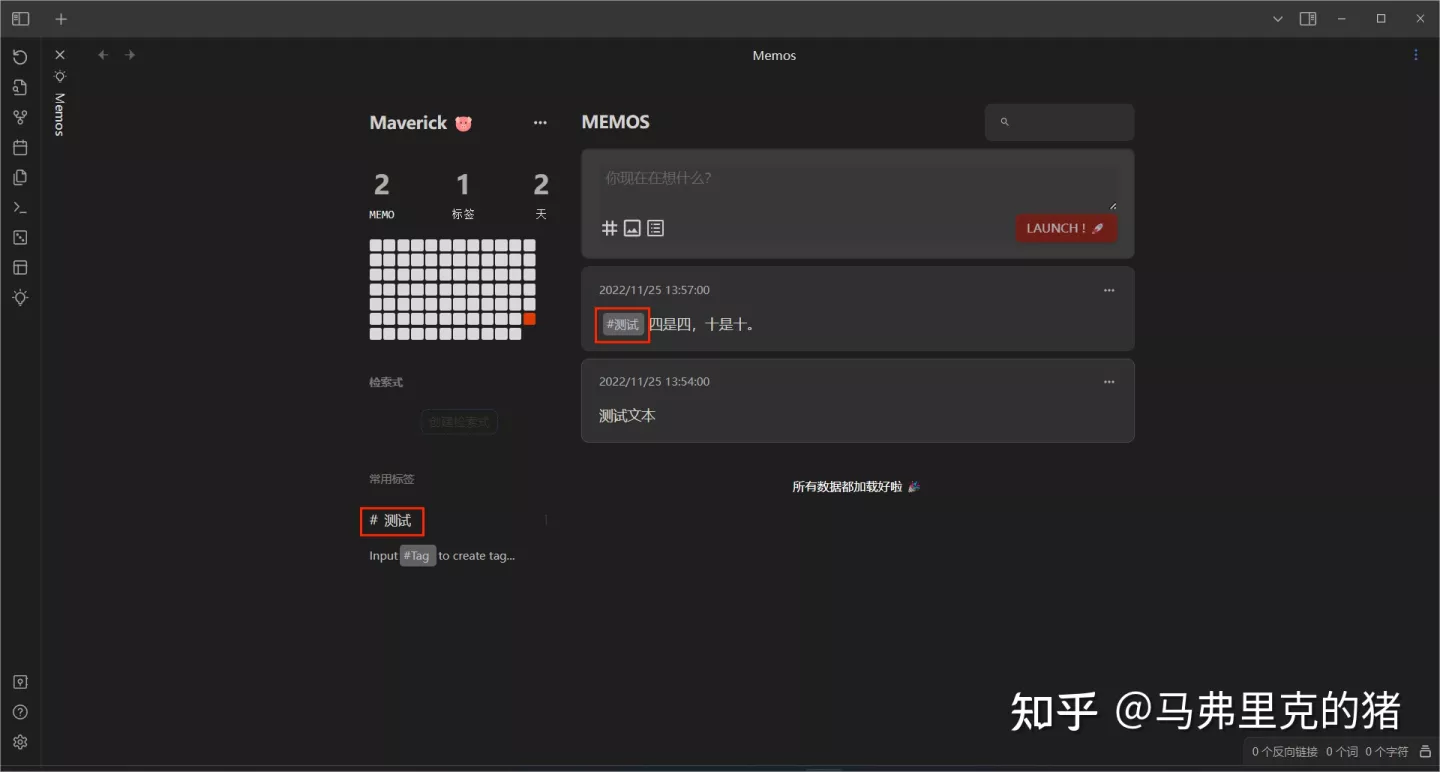 Memos
Memos
Maverick
2 1 2
MEMO 标签 天
检索式
创建检索式
常用标签
# 测试
1
Input #Tag to create tag...
MEMOS
你现在在想什么?
LAUNCH !
2022/11/25 13:57:00
#测试 四是四，十是十。
2022/11/25 13:54:00
测试文本
所有数据都加载好啦
知乎 @马弗里克的猪
0 个反向链接 0 个词 0 个字符